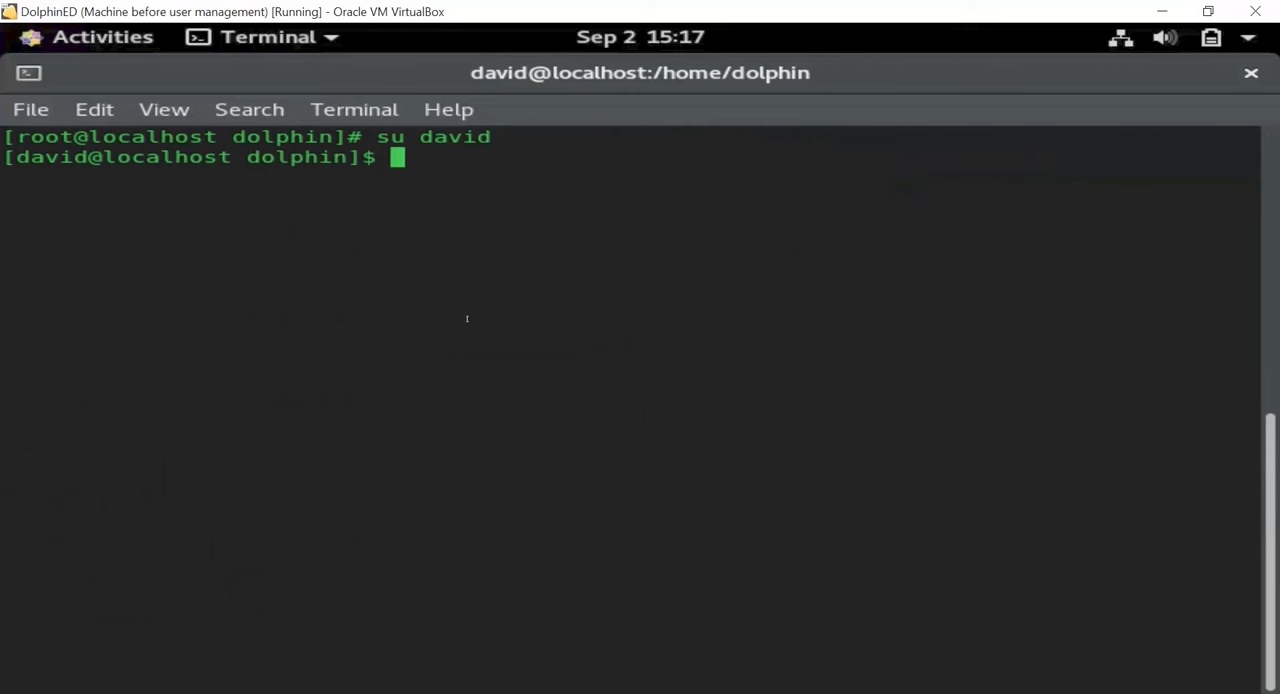 DolphinED (Machine before user management) [Running] - Oracle VM VirtualBox
Activities Terminal Sep 2 15:17
david@localhost:/home/dolphin
File Edit View Search Terminal Help
[root@localhost dolphin]# su david
[david@localhost dolphin]$